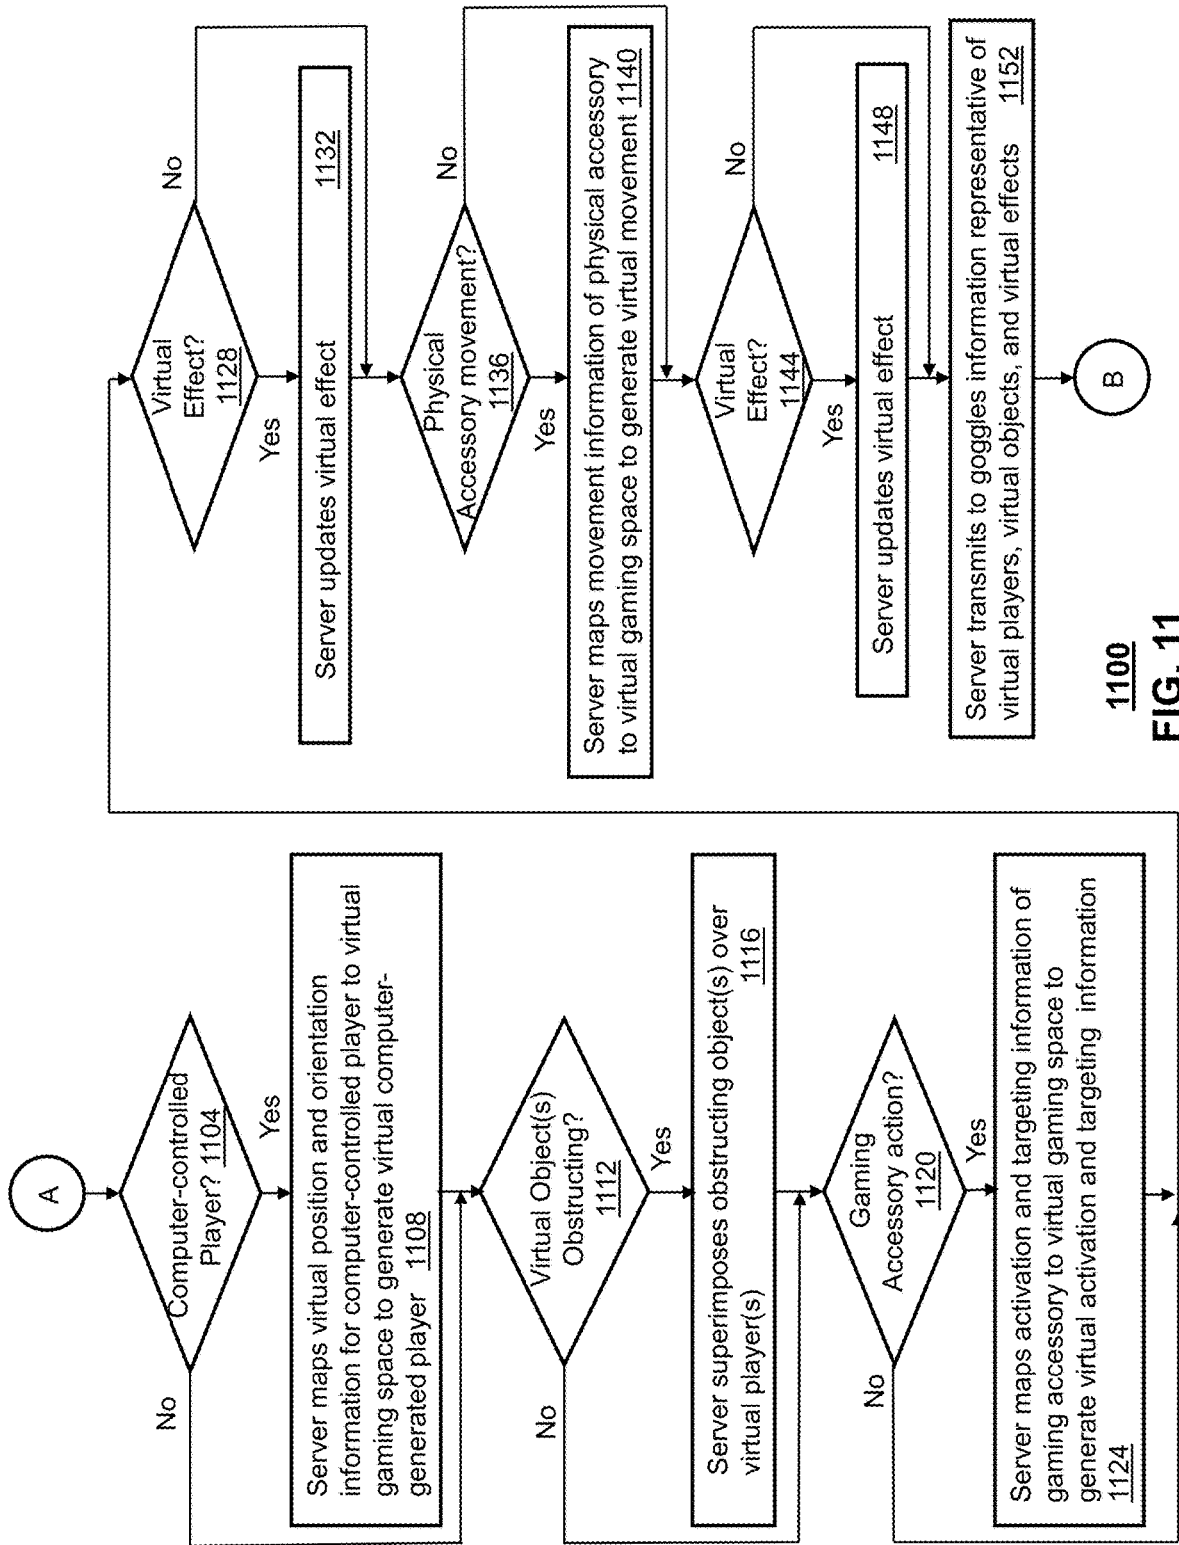 A
Computer-controlled
Player? 1104
No
Yes
Server maps virtual position and orientation
information for computer-controlled player to virtual
gaming space to generate virtual computer-
generated player 1108
Virtual Object(s)
Obstructing?
1112
No
Yes
Server superimposes obstructing object(s) over
virtual player(s) 1116
Gaming
Accessory action?
1120
No
Yes
Server maps activation and targeting information of
gaming accessory to virtual gaming space to
generate virtual activation and targeting information
1124
Virtual
Effect?
1128
No
Yes
Server updates virtual effect 1132
Physical
Accessory movement?
1136
No
Yes
Server maps movement information of physical accessory
to virtual gaming space to generate virtual movement 1140
Virtual
Effect?
1144
No
Yes
Server updates virtual effect 1148
Server transmits to goggles information representative of
virtual players, virtual objects, and virtual effects 1152
B
1100
FIG. 11